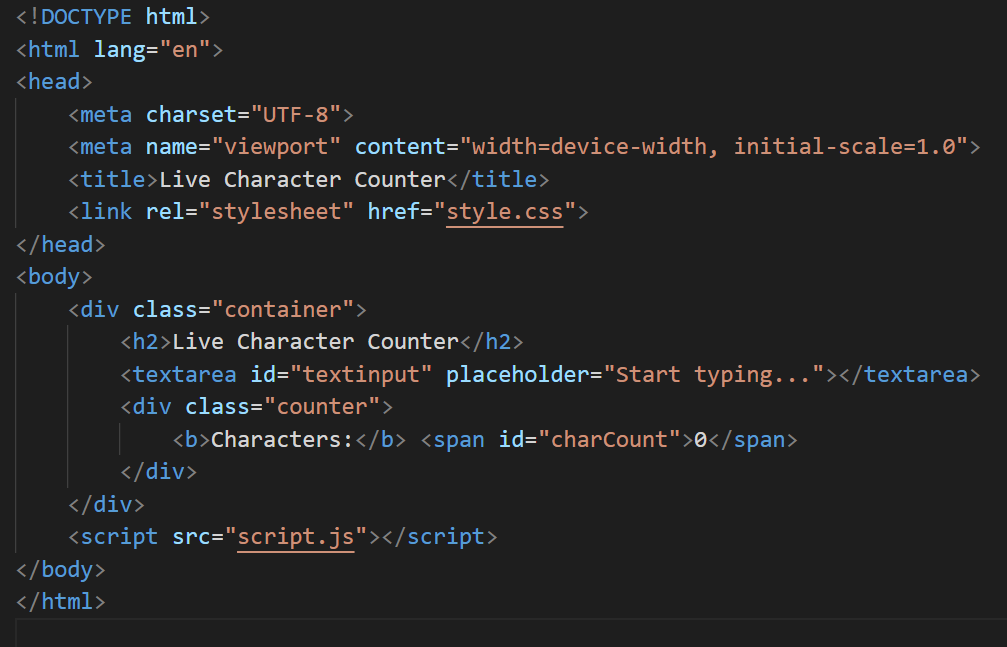 <!DOCTYPE html>
<html lang="en">
<head>
    <meta charset="UTF-8">
    <meta name="viewport" content="width=device-width, initial-scale=1.0">
    <title>Live Character Counter</title>
    <link rel="stylesheet" href="style.css">
</head>
<body>
    <div class="container">
        <h2>Live Character Counter</h2>
        <textarea id="textinput" placeholder="Start typing..."></textarea>
        <div class="counter">
            <b>Characters:</b> <span id="charCount">0</span>
        </div>
    </div>
    <script src="script.js"></script>
</body>
</html>